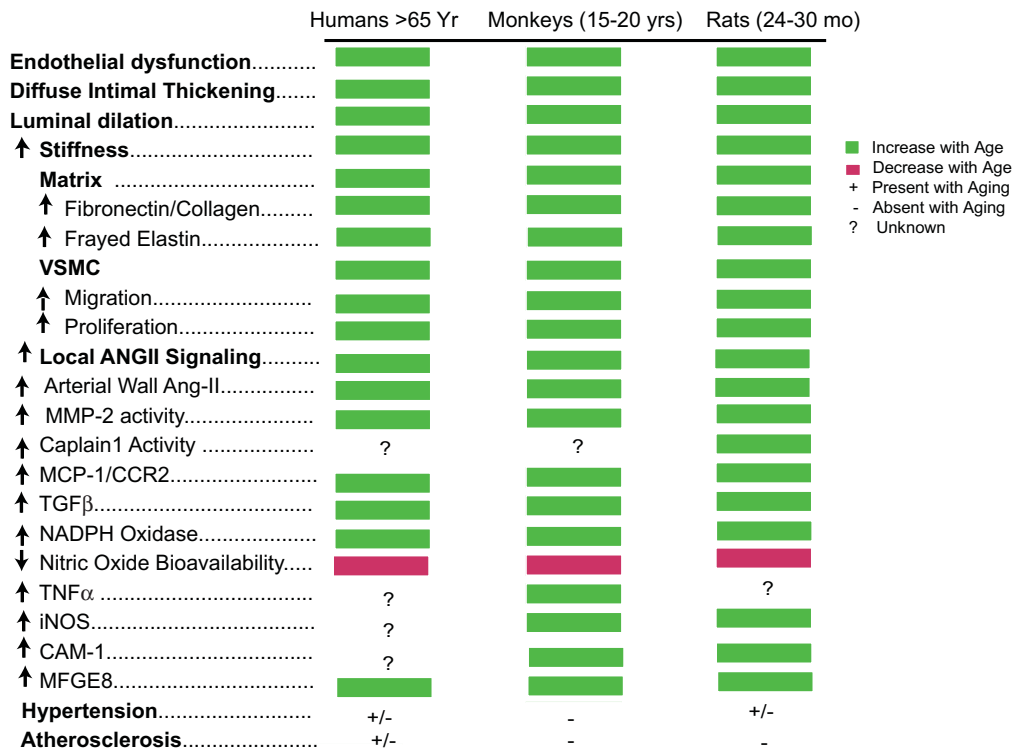 Humans >65 Yr Monkeys (15-20 yrs) Rats (24-30 mo)
Endothelial dysfunction...........
Diffuse Intimal Thickening.......
Luminal dilation........................
↑ Stiffness................................ ■ Increase with Age
Matrix .................................... ■ Decrease with Age
+ Present with Aging
↑ Fibronectin/Collagen......... - Absent with Aging
? Unknown
↑ Frayed Elastin....................
VSMC
↑ Migration............................
↑ Proliferation.......................
↑ Local ANGII Signaling..........
↑ Arterial Wall Ang-II................
↑ MMP-2 activity......................
↑ Caplain1 Activity ................... ? ?
↑ MCP-1/CCR2........................
↑ TGFβ....................................
↑ NADPH Oxidase...................
↓ Nitric Oxide Bioavailability.....
↑ TNFα .................................... ? ?
↑ iNOS..................................... ?
↑ CAM-1................................... ?
↑ MFGE8..................................
Hypertension......................... +/- - +/-
Atherosclerosis...................... +/- - -